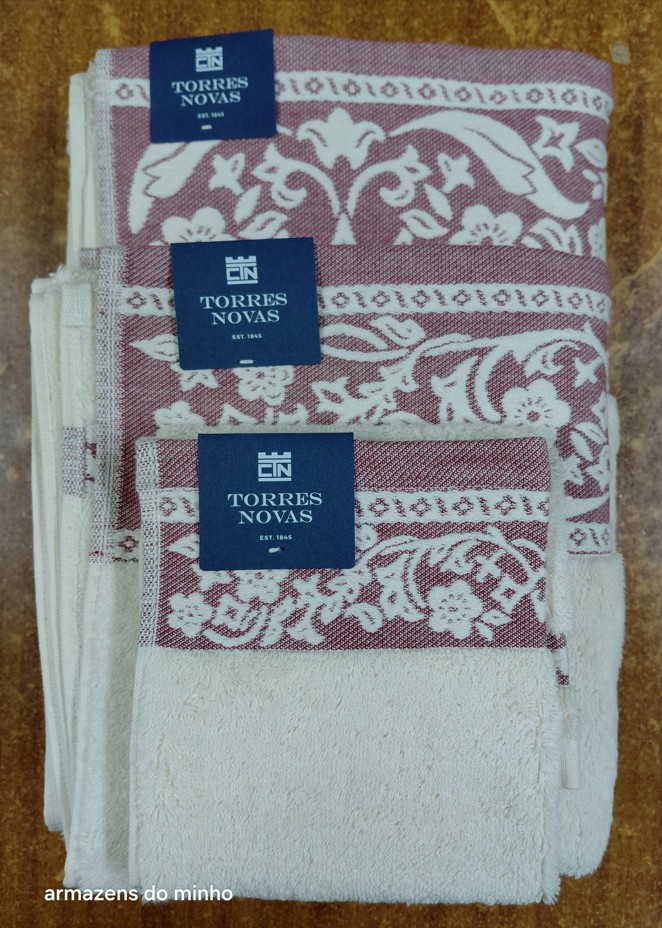 CTN
TORRES
NOVAS
EST. 1845
CTN
TORRES
NOVAS
EST. 1845
CTN
TORRES
NOVAS
EST. 1845
armazens do minho